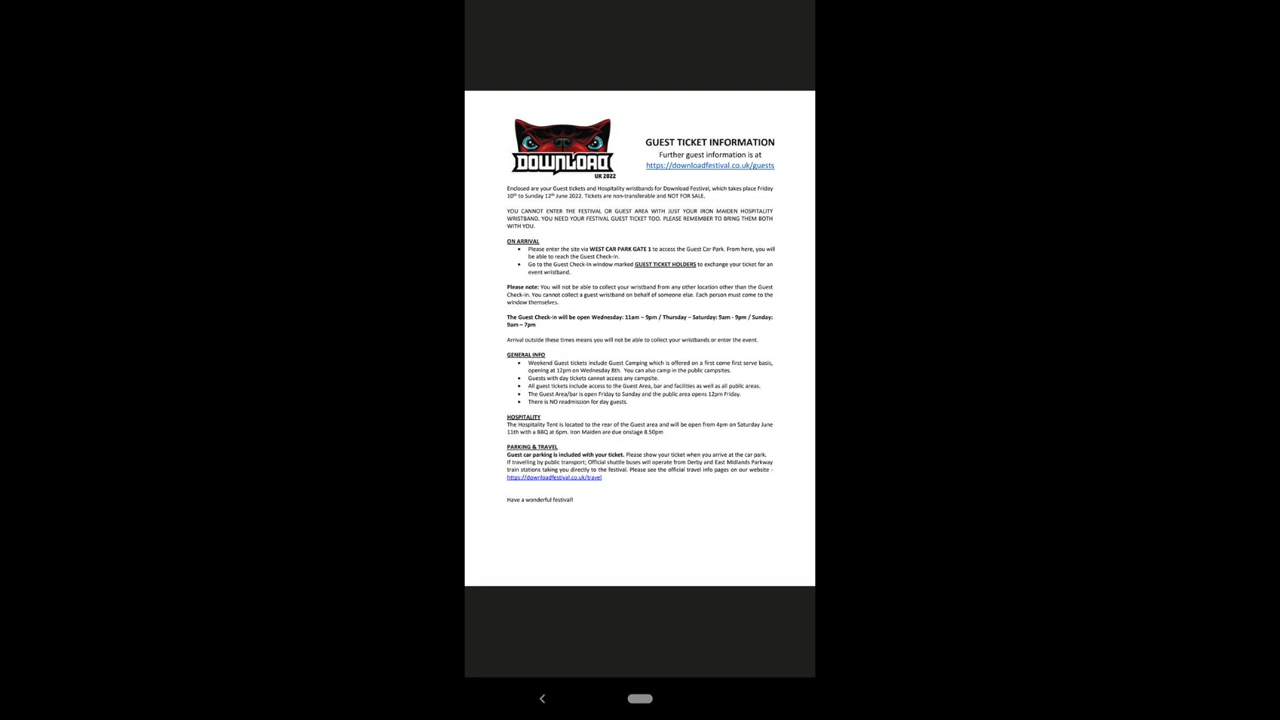 DOWNLOAD
UK 2022
GUEST TICKET INFORMATION
Further guest information is at
https://downloadfestival.co.uk/guests
Enclosed are your Guest tickets and Hospitality wristbands for Download Festival, which takes place Friday
10th to Sunday 12th June 2022. Tickets are non-transferable and NOT FOR SALE.
YOU CANNOT ENTER THE FESTIVAL OR GUEST AREA WITH JUST YOUR IRON MAIDEN HOSPITALITY
WRISTBAND. YOU NEED YOUR FESTIVAL GUEST TICKET TOO. PLEASE REMEMBER TO BRING THEM BOTH
WITH YOU.
ON ARRIVAL
• Please enter the site via WEST CAR PARK GATE 1 to access the Guest Car Park. From here, you will
be able to reach the Guest Check-in.
• Go to the Guest Check-In window marked GUEST TICKET HOLDERS to exchange your ticket for an
event wristband.
Please note: You will not be able to collect your wristband from any other location other than the Guest
Check-in. You cannot collect a guest wristband on behalf of someone else. Each person must come to the
window themselves.
The Guest Check-in will be open Wednesday: 11am – 9pm / Thursday – Saturday: 9am - 9pm / Sunday:
9am – 7pm
Arrival outside these times means you will not be able to collect your wristbands or enter the event.
GENERAL INFO
• Weekend Guest tickets include Guest Camping which is offered on a first come first serve basis,
opening at 12pm on Wednesday 8th. You can also camp in the public campsites.
• Guests with day tickets cannot access any campsite.
• All guest tickets include access to the Guest Area, bar and facilities as well as all public areas.
• The Guest Area/bar is open Friday to Sunday and the public area opens 12pm Friday.
• There is NO readmission for day guests.
HOSPITALITY
The Hospitality Tent is located to the rear of the Guest area and will be open from 4pm on Saturday June
11th with a BBQ at 6pm. Iron Maiden are due onstage 8.50pm
PARKING & TRAVEL
Guest car parking is included with your ticket. Please show your ticket when you arrive at the car park.
If travelling by public transport; Official shuttle buses will operate from Derby and East Midlands Parkway
train stations taking you directly to the festival. Please see the official travel info pages on our website -
https://downloadfestival.co.uk/travel
Have a wonderful festival!